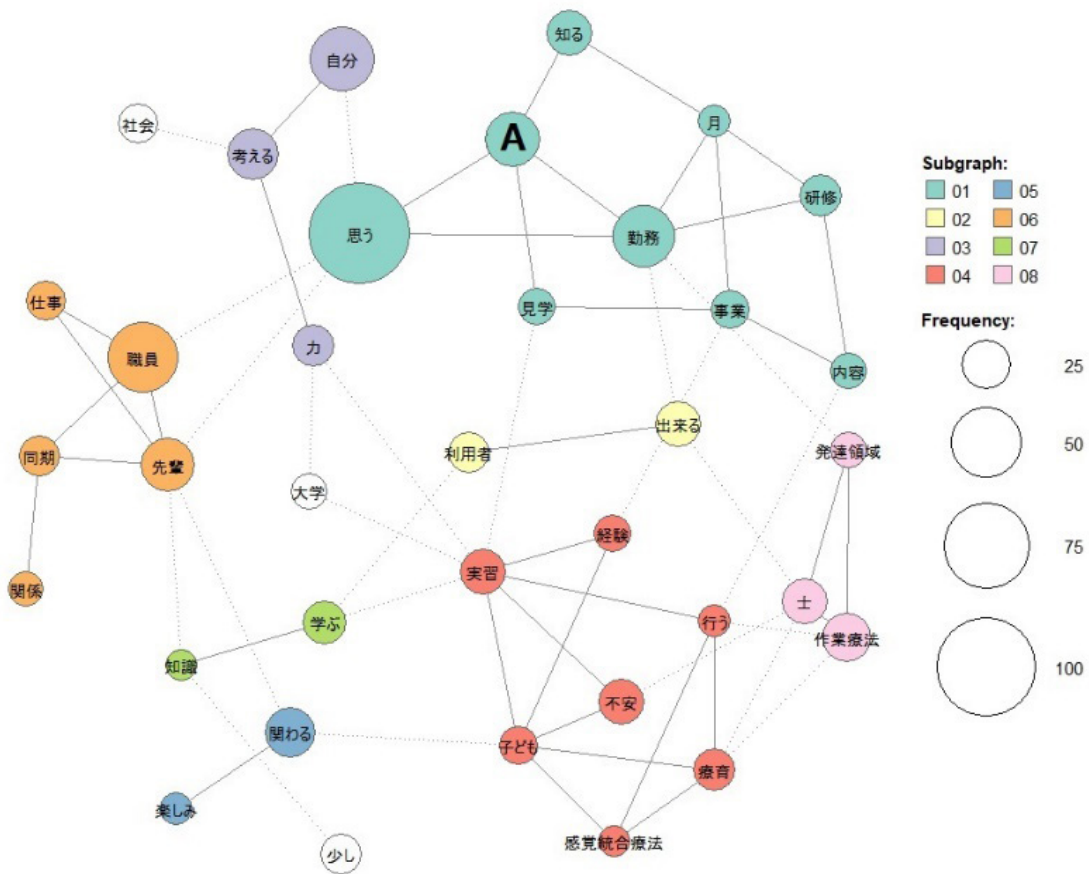 知る
自分
社会
月
A
考える
研修
思う
勤務
仕事
見学
事業
力
職員
内容
出来る
発達領域
利用者
同期
先輩
大学
経験
実習
関係
士
学ぶ
行う
作業療法
知識
不安
関わる
子ども
療育
楽しみ
感覚統合療法
少し
Subgraph:
01 05
02 06
03 07
04 08
Frequency:
25
50
75
100